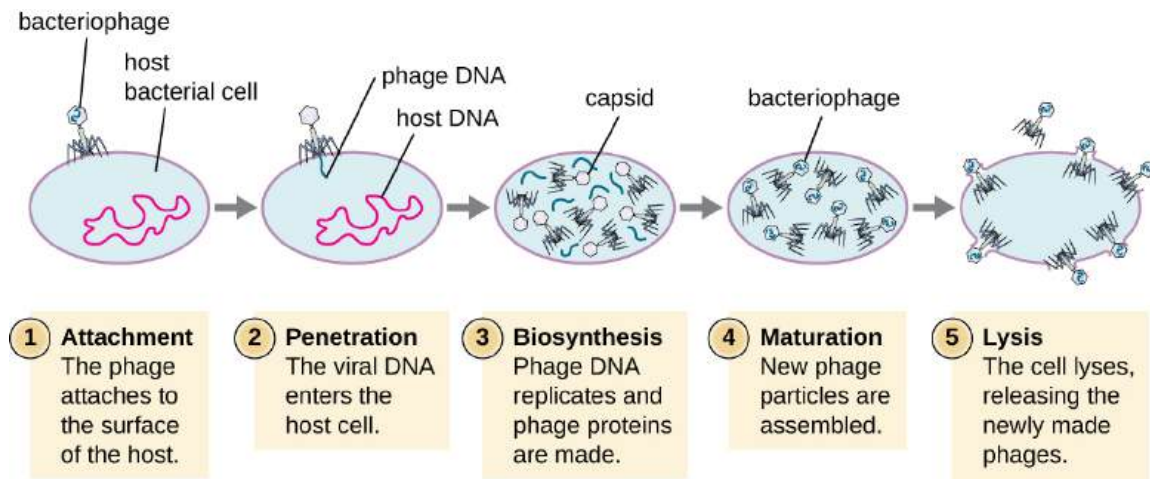 bacteriophage
host
bacterial cell
phage DNA
host DNA
capsid
bacteriophage
1 Attachment
The phage
attaches to
the surface
of the host.
2 Penetration
The viral DNA
enters the
host cell.
3 Biosynthesis
Phage DNA
replicates and
phage proteins
are made.
4 Maturation
New phage
particles are
assembled.
5 Lysis
The cell lyses,
releasing the
newly made
phages.